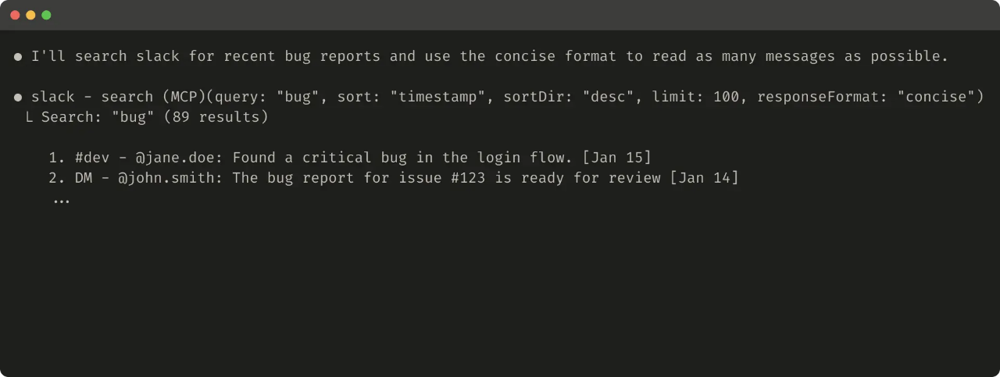 ● I'll search slack for recent bug reports and use the concise format to read as many messages as possible.
● slack - search (MCP)(query: "bug", sort: "timestamp", sortDir: "desc", limit: 100, responseFormat: "concise")
└ Search: "bug" (89 results)
1. #dev - @jane.doe: Found a critical bug in the login flow. [Jan 15]
2. DM - @john.smith: The bug report for issue #123 is ready for review [Jan 14]
...